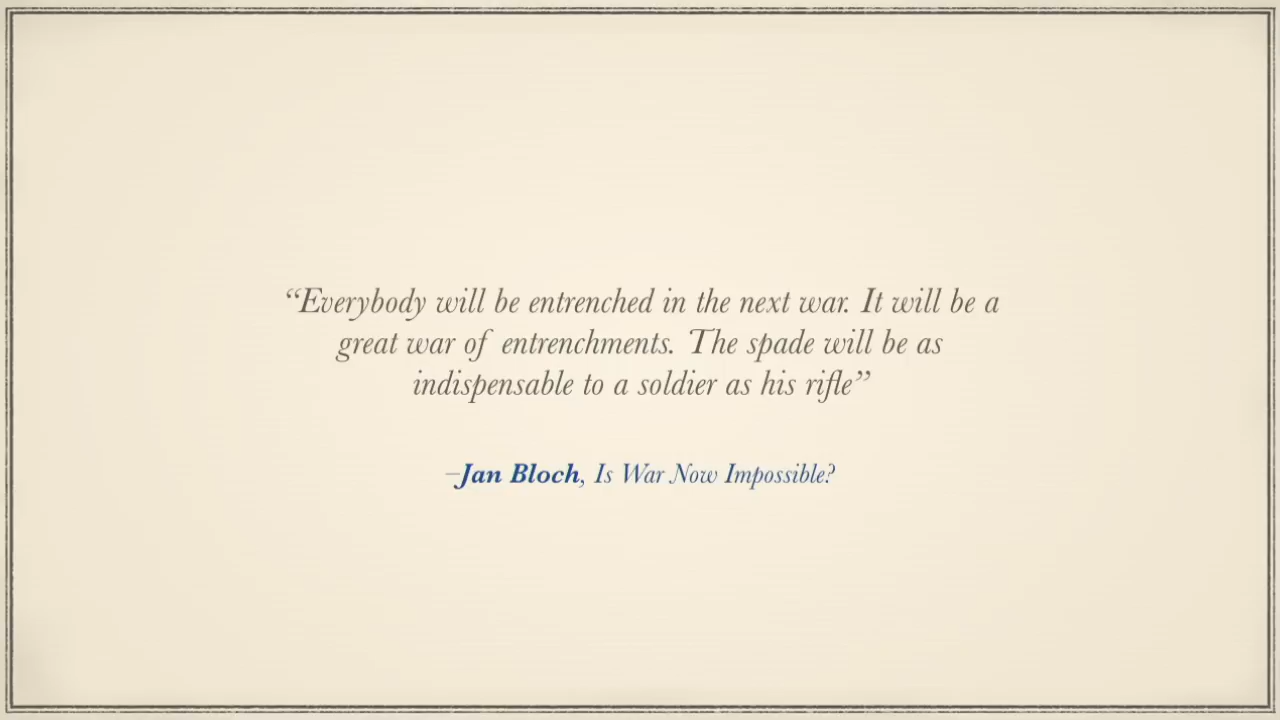 “Everybody will be entrenched in the next war. It will be a
great war of entrenchments. The spade will be as
indispensable to a soldier as his rifle”
–Jan Bloch, Is War Now Impossible?